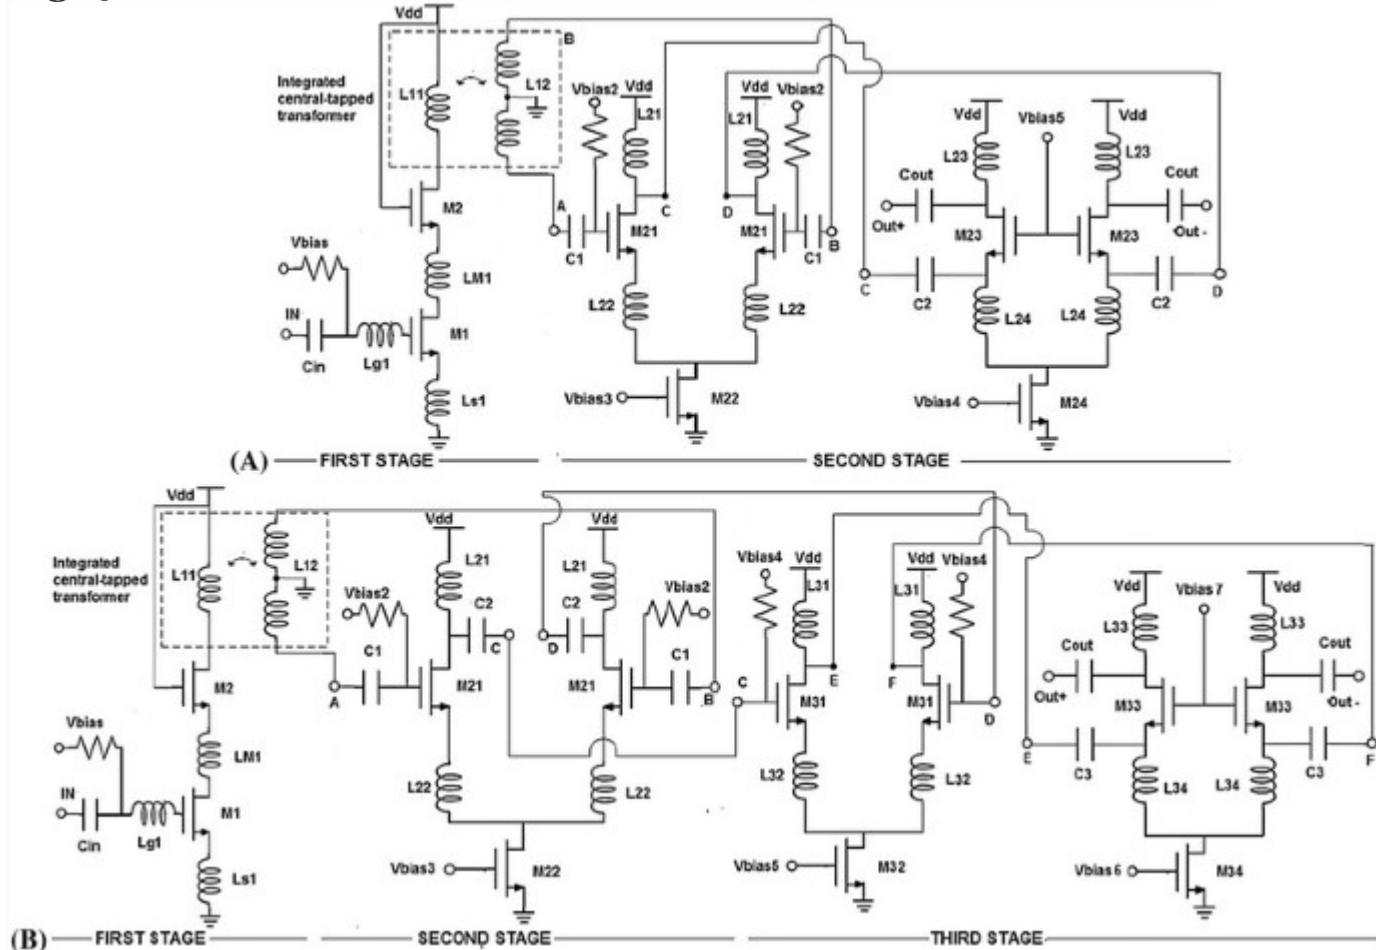 Vdd
B
Integrated
central-tapped
transformer
L11
L12
Vbias2
Vdd
L21
Vdd
L21
Vbias2
Vdd
Vbias5
Vdd
L23
L23
Cout
Cout
Out+
Out-
M2
A
C1
M21
C
D
M21
C1
B
M23
M23
Vbias
LM1
L22
L22
C
C2
C2
D
L24
L24
IN
M1
Cin
Lg1
Ls1
Vbias3
M22
Vbias4
M24
(A)
FIRST STAGE
SECOND STAGE
Vdd
Integrated
central-tapped
transformer
L11
L12
Vdd
L21
Vdd
L21
Vbias2
C2
C
C2
D
Vbias2
Vbias4
Vdd
L31
Vdd
L31
Vbias4
Vdd
Vbias7
Vdd
L33
L33
Cout
Cout
Out+
Out-
M2
C1
A
M21
M21
C1
B
C
M31
E
F
M31
D
M33
M33
Vbias
LM1
L22
L22
L32
L32
E
C3
C3
F
L34
L34
IN
M1
Cin
Lg1
Ls1
Vbias3
M22
Vbias5
M32
Vbias6
M34
(B)
FIRST STAGE
SECOND STAGE
THIRD STAGE